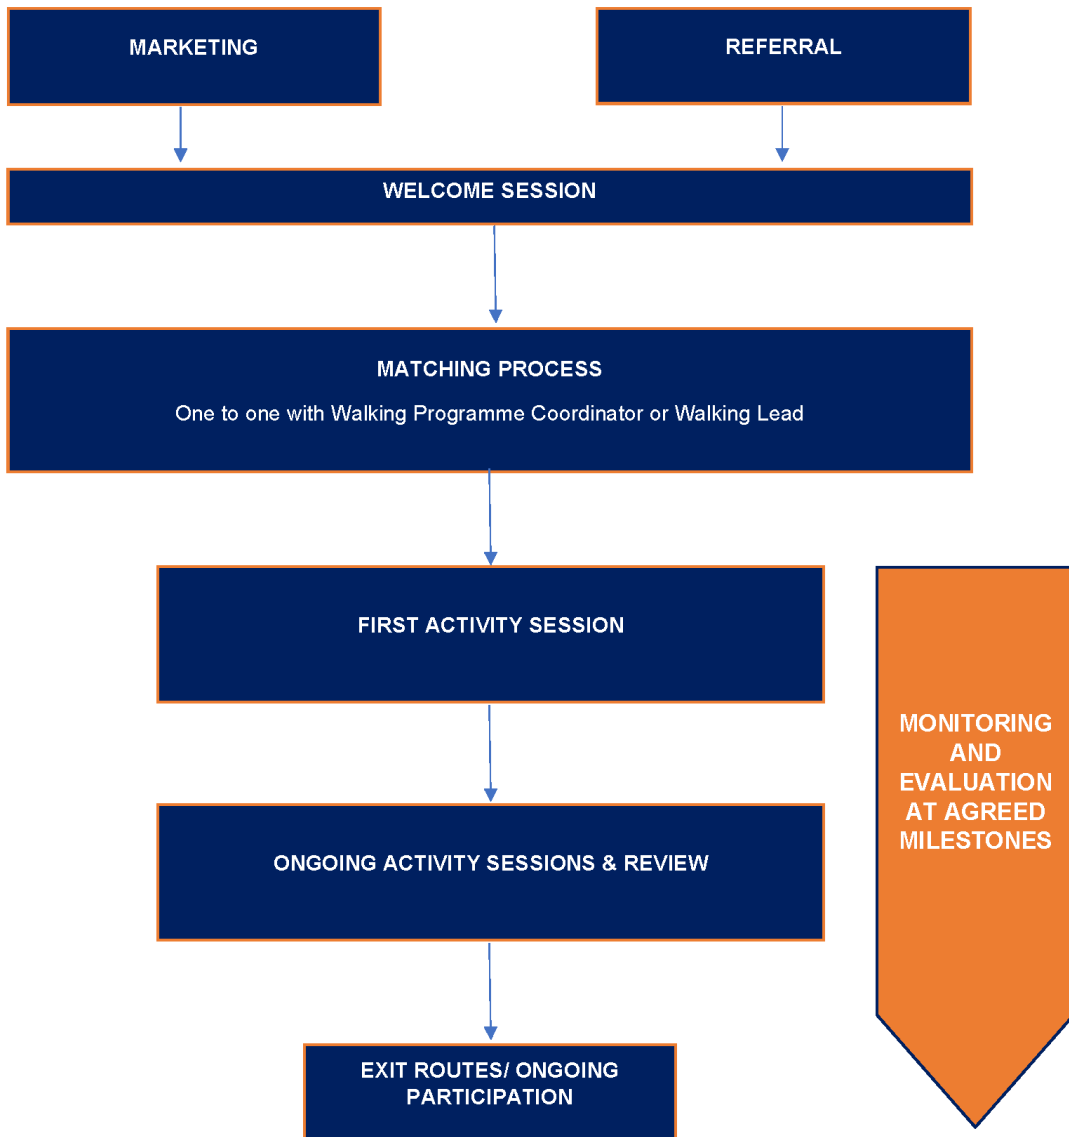 MARKETING
REFERRAL
WELCOME SESSION
MATCHING PROCESS
One to one with Walking Programme Coordinator or Walking Lead
FIRST ACTIVITY SESSION
ONGOING ACTIVITY SESSIONS & REVIEW
EXIT ROUTES/ ONGOING
PARTICIPATION
MONITORING
AND
EVALUATION
AT AGREED
MILESTONES